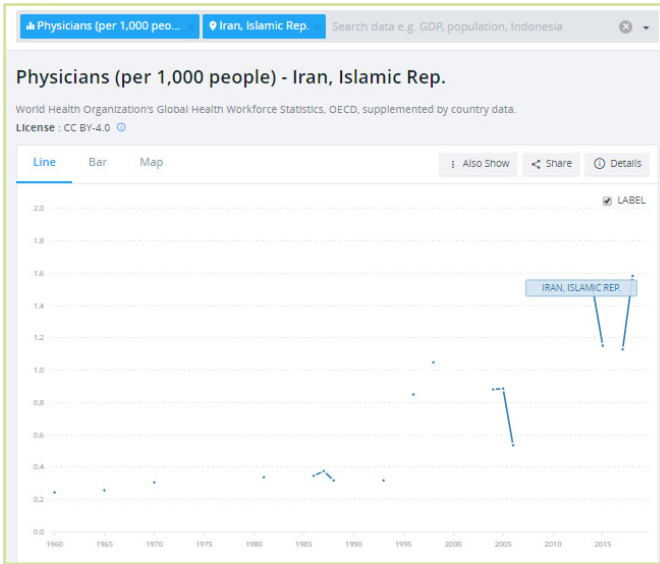 Physicians (per 1,000 peo... × Iran, Islamic Rep. × Search data e.g. GDP, population, Indonesia
Physicians (per 1,000 people) - Iran, Islamic Rep.
World Health Organization's Global Health Workforce Statistics, OECD, supplemented by country data.
License : CC BY-4.0
Line Bar Map Also Show Share Details
LABEL
2.0
1.8
1.6
IRAN, ISLAMIC REP.
1.4
1.2
1.0
0.8
0.6
0.4
0.2
0.0
1960 1965 1970 1975 1980 1985 1990 1995 2000 2005 2010 2015